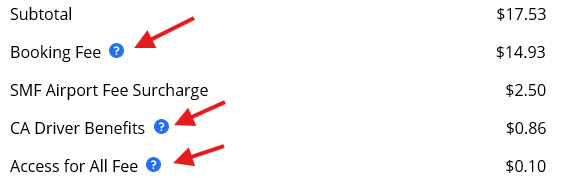 Subtotal $17.53
Booking Fee ? $14.93
SMF Airport Fee Surcharge $2.50
CA Driver Benefits ? $0.86
Access for All Fee ? $0.10